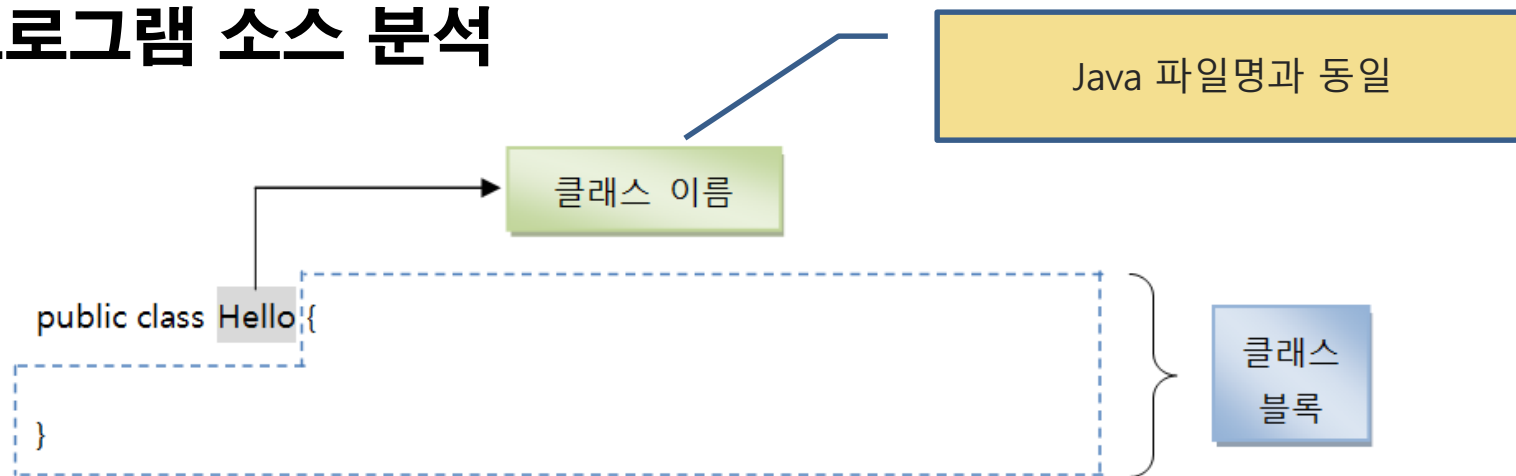 로그램 소스 분석
Java 파일명과 동일
클래스 이름
public class Hello {
}
클래스
블록